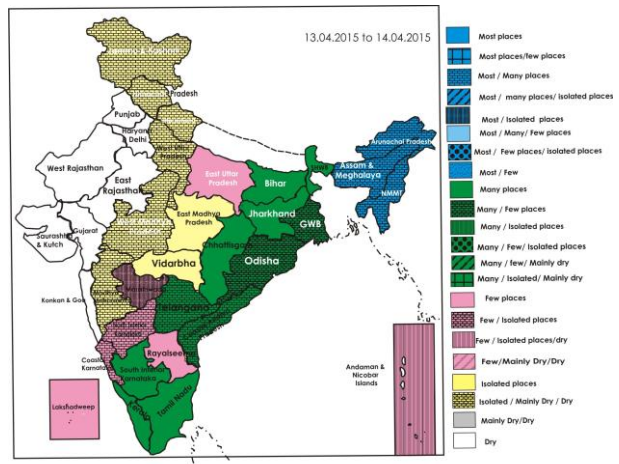 13.04.2015 to 14.04.2015
Pradesh
Punjab
Haryana
& Delhi
West Rajasthan
East
Rajasthan
East Uttar
Pradesh
Bihar
Arunachal Pradesh
Assam &
Meghalaya
NMMT
Jharkhand
GWB
East Madhya
Pradesh
Chhattisgarh
Saurashtra
& Kutch
Gujarat
Vidarbha
Odisha
Konkan & Goa
Telangana
Rayalseema
Coastal
Karnataka
South Interior
Karnataka
Tamil Nadu
Kerala
Lakshadweep
Andaman &
Nicobar
Islands
Most places
Most places/few places
Most / Many places
Most / many places/ isolated places
Most / Isolated places
Most / Many/ Few places
Most / Few places/ isolated places
Most / Few
Many places
Many / Few places
Many / Isolated places
Many / Few/ Isolated places
Many / few/ Mainly dry
Many / Isolated/ Mainly dry
Few places
Few / Isolated places
Few / Isolated places/dry
Few/Mainly Dry/Dry
Isolated places
Isolated / Mainly Dry / Dry
Mainly Dry/Dry
Dry